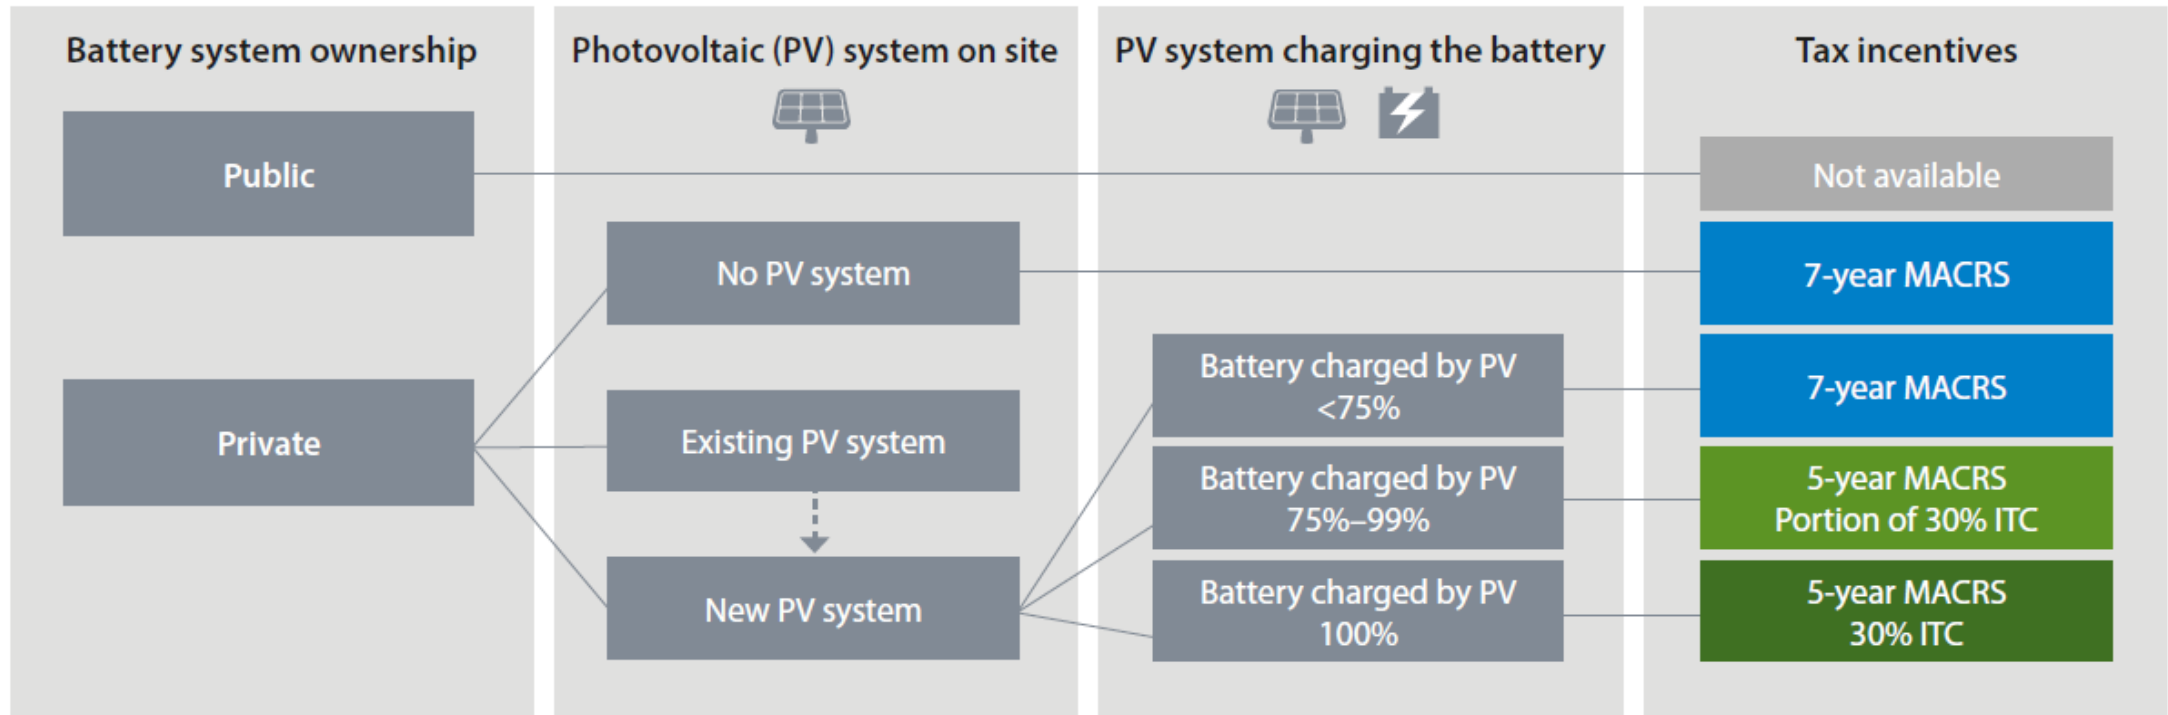 Battery system ownership
Photovoltaic (PV) system on site
PV system charging the battery
Tax incentives
Public
Not available
No PV system
7-year MACRS
Private
Existing PV system
New PV system
Battery charged by PV
<75%
7-year MACRS
Battery charged by PV
75%–99%
5-year MACRS
Portion of 30% ITC
Battery charged by PV
100%
5-year MACRS
30% ITC